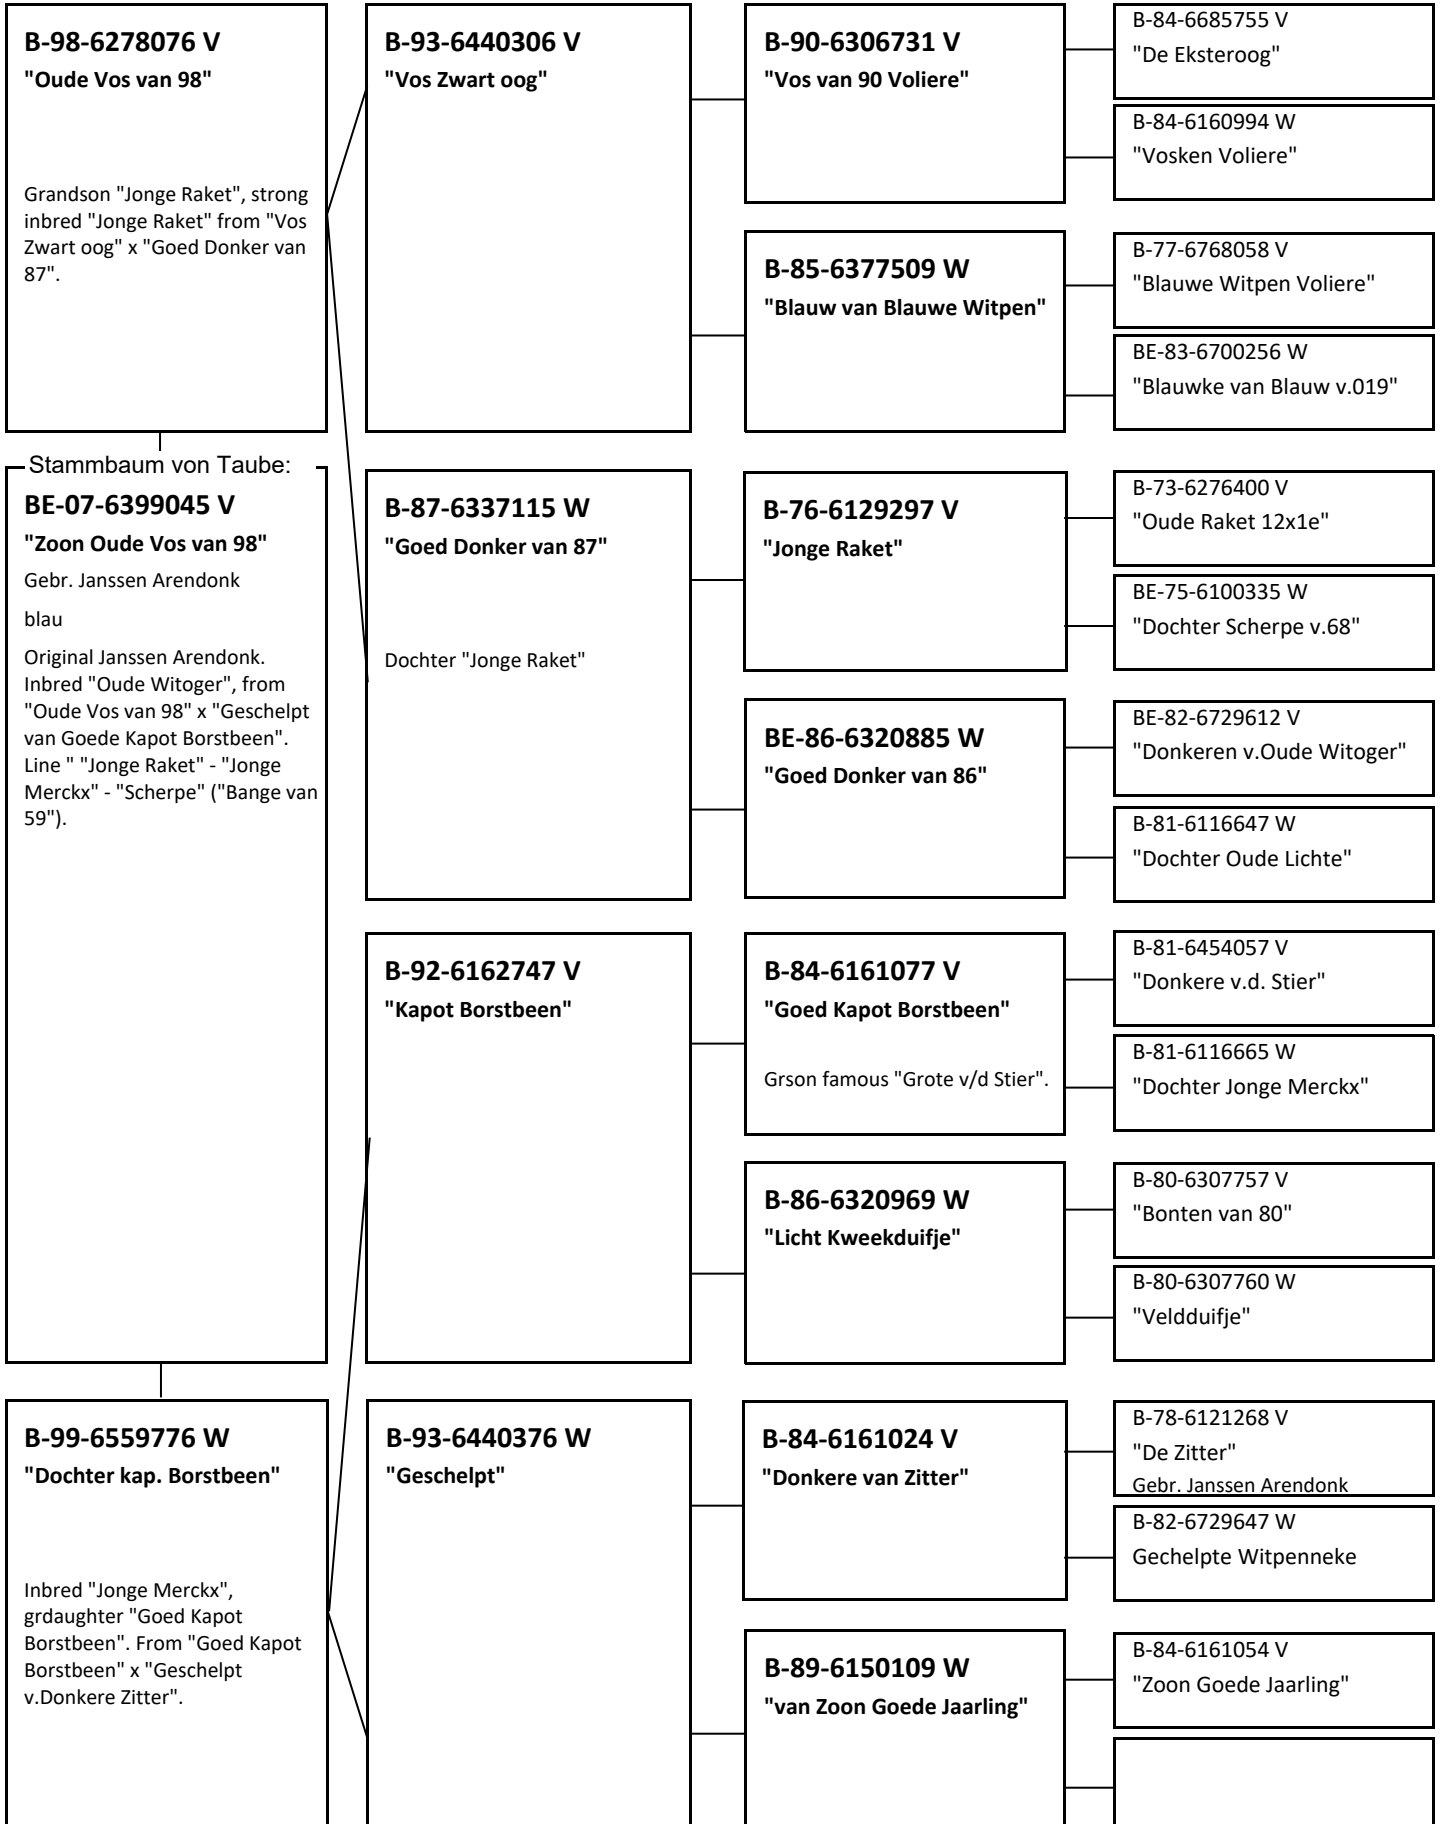 B-98-6278076 V
"Oude Vos van 98"
Grandson "Jonge Raket", strong
inbred "Jonge Raket" from "Vos
Zwart oog" x "Goed Donker van
87".
Stammbaum von Taube:
BE-07-6399045 V
"Zoon Oude Vos van 98"
Gebr. Janssen Arendonk
blau
Original Janssen Arendonk.
Inbred "Oude Witoger", from
"Oude Vos van 98" x "Geschelpt
van Goede Kapot Borstbeen".
Line " "Jonge Raket" - "Jonge
Merckx" - "Scherpe" ("Bange van
59").
B-99-6559776 W
"Dochter kap. Borstbeen"
Inbred "Jonge Merckx",
grdaughter "Goed Kapot
Borstbeen". From "Goed Kapot
Borstbeen" x "Geschelpt
v.Donkere Zitter".
B-93-6440306 V
"Vos Zwart oog"
B-87-6337115 W
"Goed Donker van 87"
Dochter "Jonge Raket"
B-92-6162747 V
"Kapot Borstbeen"
B-93-6440376 W
"Geschelpt"
B-90-6306731 V
"Vos van 90 Voliere"
B-85-6377509 W
"Blauw van Blauwe Witpen"
B-76-6129297 V
"Jonge Raket"
BE-86-6320885 W
"Goed Donker van 86"
B-84-6161077 V
"Goed Kapot Borstbeen"
Grson famous "Grote v/d Stier".
B-86-6320969 W
"Licht Kweekduifje"
B-84-6161024 V
"Donkere van Zitter"
B-89-6150109 W
"van Zoon Goede Jaarling"
B-84-6685755 V
"De Eksteroog"
B-84-6160994 W
"Vosken Voliere"
B-77-6768058 V
"Blauwe Witpen Voliere"
BE-83-6700256 W
"Blauwke van Blauw v.019"
B-73-6276400 V
"Oude Raket 12x1e"
BE-75-6100335 W
"Dochter Scherpe v.68"
BE-82-6729612 V
"Donkeren v.Oude Witoger"
B-81-6116647 W
"Dochter Oude Lichte"
B-81-6454057 V
"Donkere v.d. Stier"
B-81-6116665 W
"Dochter Jonge Merckx"
B-80-6307757 V
"Bonten van 80"
B-80-6307760 W
"Veldduifje"
B-78-6121268 V
"De Zitter"
Gebr. Janssen Arendonk
B-82-6729647 W
Gechelpte Witpenneke
B-84-6161054 V
"Zoon Goede Jaarling"